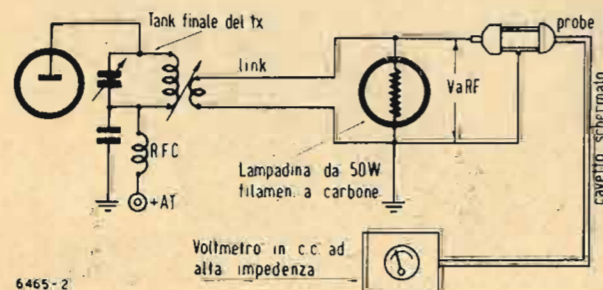 Tank finale del tx
probe
link
VaRF
cavetto schermato
RFC
+AT
Lampadina da 50W
filamen. a carbone
Voltmetro in c.c. ad
alta impedenza
6465-2